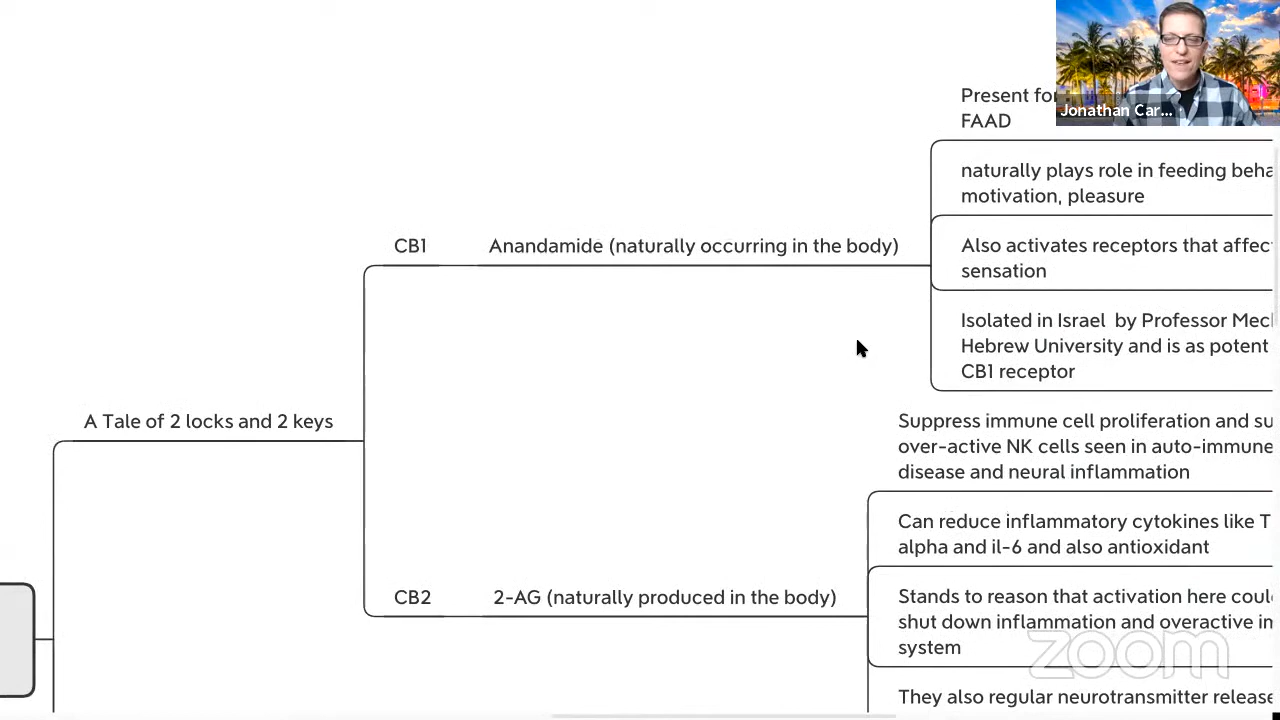 Jonathan Car...
Present for
FAAD
naturally plays role in feeding beha
motivation, pleasure
CB1
Anandamide (naturally occurring in the body)
Also activates receptors that affec
sensation
Isolated in Israel by Professor Mec
Hebrew University and is as potent
CB1 receptor
A Tale of 2 locks and 2 keys
Suppress immune cell proliferation and su
over-active NK cells seen in auto-immune
disease and neural inflammation
Can reduce inflammatory cytokines like T
alpha and il-6 and also antioxidant
CB2
2-AG (naturally produced in the body)
Stands to reason that activation here coul
shut down inflammation and overactive im
system
They also regular neurotransmitter release
zoom